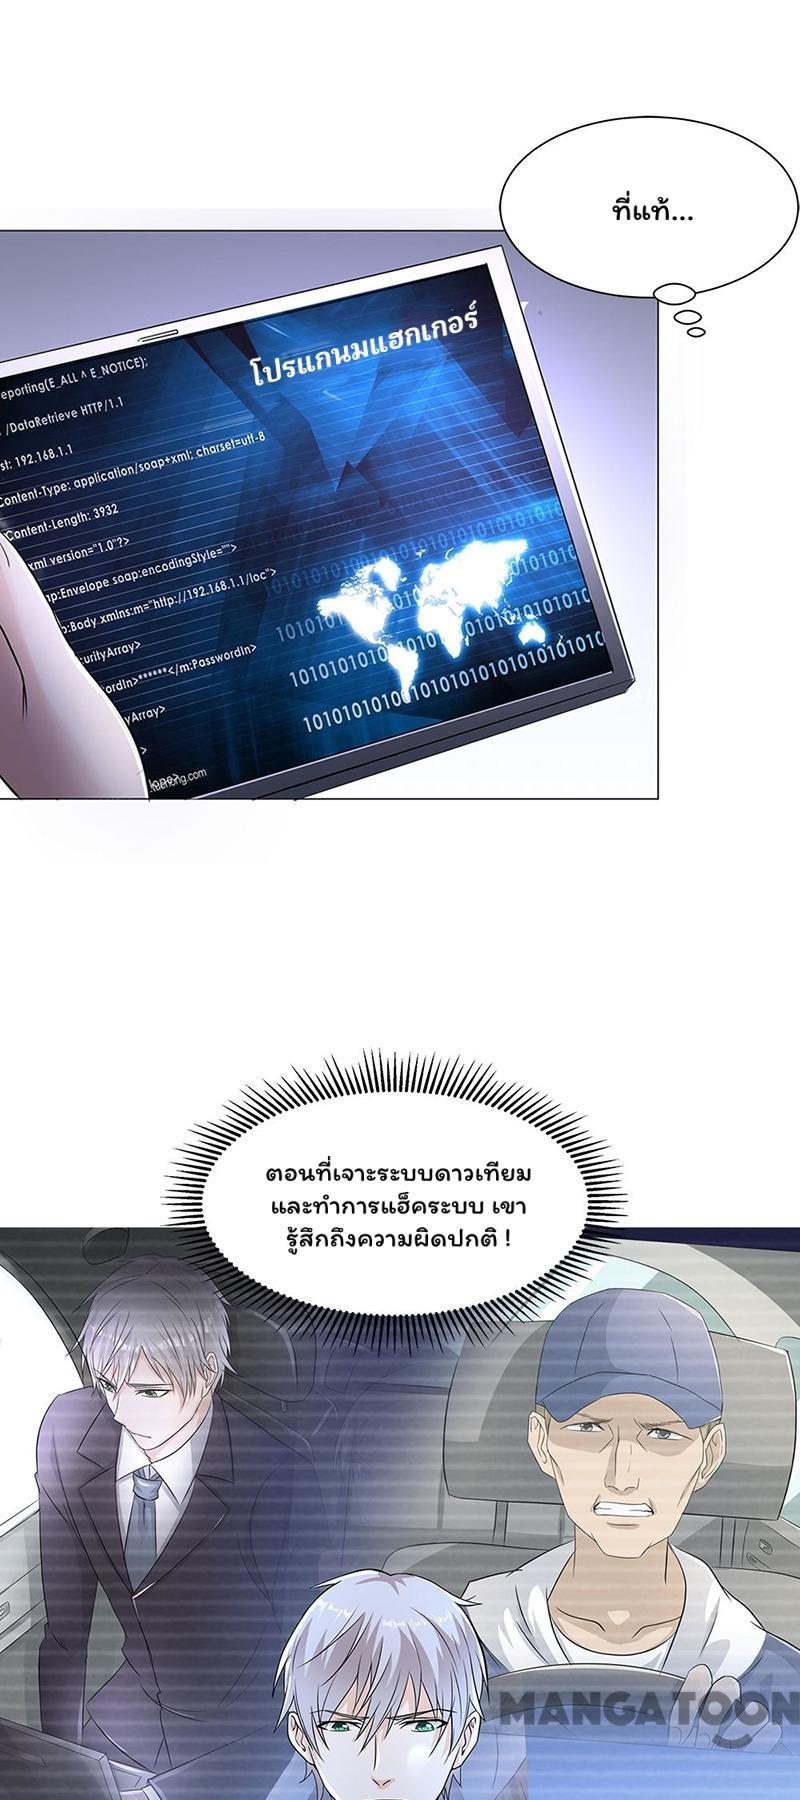 ที่แท้...
โปรแกนมแฮกเกอร์
eporting(E_ALL ^ E_NOTICE);
/DataRetrieve HTTP/1.1
st: 192.168.1.1
Content-Type: application/soap+xml; charset=utf-8
Content-Length: 3932
xml version="1.0"?>
ap:Envelope soap:encodingStyle="">
p:Body xmlns:m="http://192.168.1.1/loc">
curityArray>
ordIn>******</m:PasswordIn>
yArray>
>
lope>
.tuchong.com
ตอนที่เจาะระบบดาวเทียม
และทำการแฮ็คระบบ เขา
รู้สึกถึงความผิดปกติ !
MANGATOON